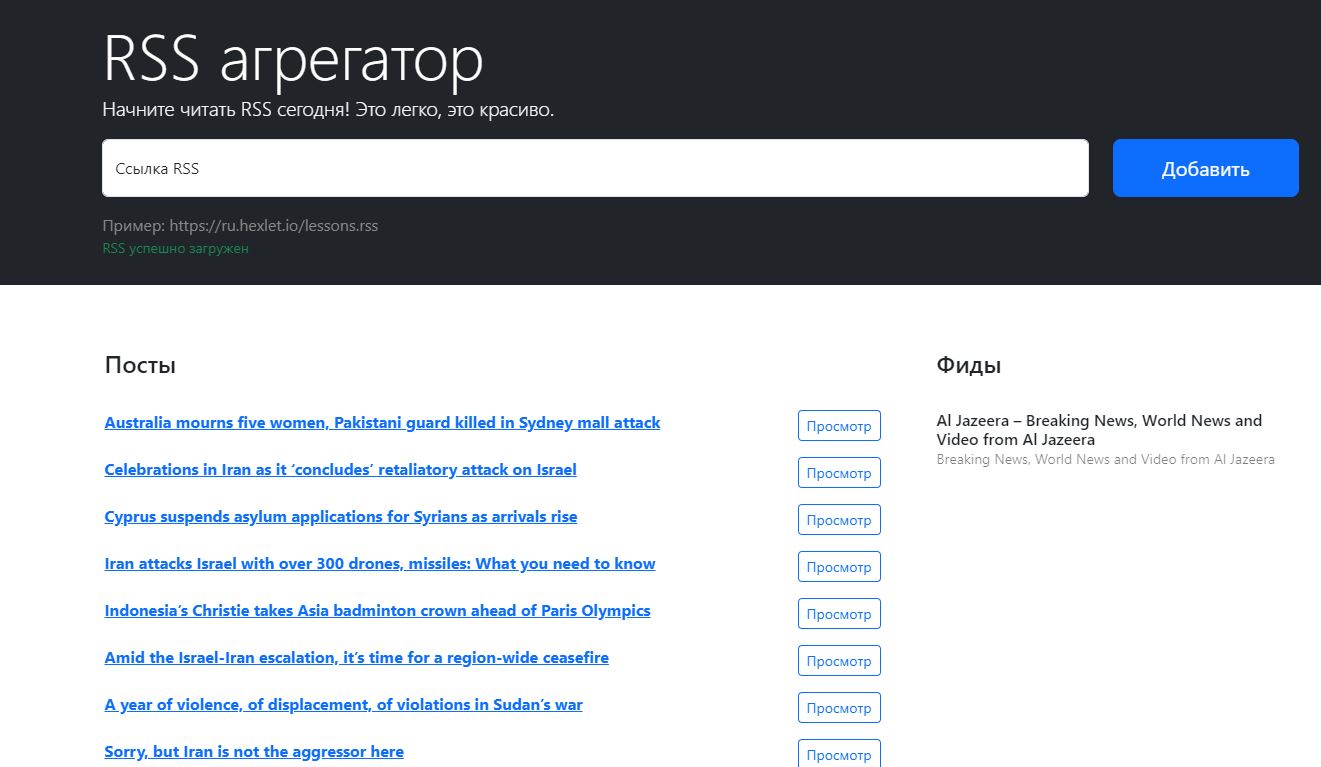 RSS агрегатор
Начните читать RSS сегодня! Это легко, это красиво.
Ссылка RSS
Добавить
Пример: https://ru.hexlet.io/lessons.rss
RSS успешно загружен
Посты
Australia mourns five women, Pakistani guard killed in Sydney mall attack
Просмотр
Celebrations in Iran as it ‘concludes’ retaliatory attack on Israel
Просмотр
Cyprus suspends asylum applications for Syrians as arrivals rise
Просмотр
Iran attacks Israel with over 300 drones, missiles: What you need to know
Просмотр
Indonesia’s Christie takes Asia badminton crown ahead of Paris Olympics
Просмотр
Amid the Israel-Iran escalation, it’s time for a region-wide ceasefire
Просмотр
A year of violence, of displacement, of violations in Sudan’s war
Просмотр
Sorry, but Iran is not the aggressor here
Просмотр
Фиды
Al Jazeera – Breaking News, World News and
Video from Al Jazeera
Breaking News, World News and Video from Al Jazeera